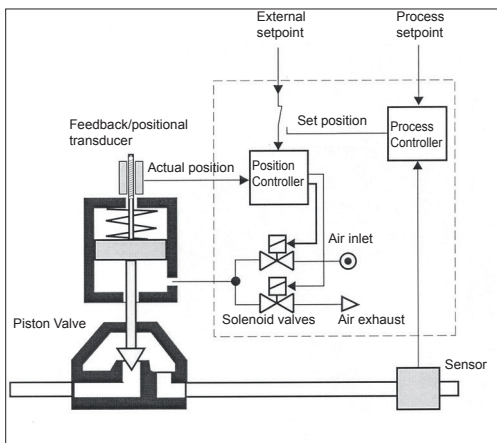 External
setpoint
Process
setpoint
Feedback/positional
transducer
Set position
Process
Controller
Actual position
Position
Controller
Air inlet
Solenoid valves
Air exhaust
Piston Valve
Sensor